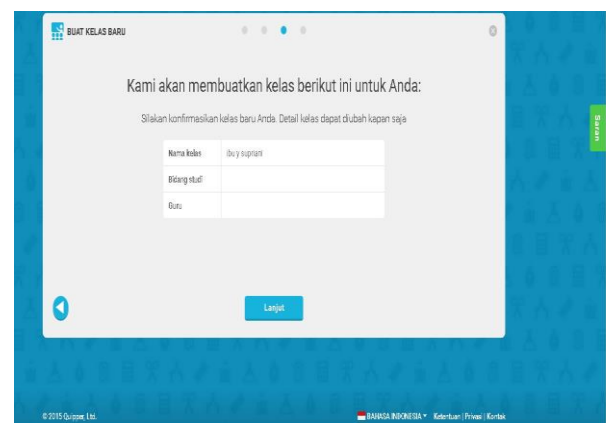 BUAT KELAS BARU
Kami akan membuatkan kelas berikut ini untuk Anda:
Silakan konfirmasikan kelas baru Anda. Detail kelas dapat diubah kapan saja
Nama kelas ibu y supriani
Bidang studi
Guru
Lanjut
Saran
© 2015 Quipper, Ltd.
BAHASA INDONESIA Ketentuan | Privasi | Kontak